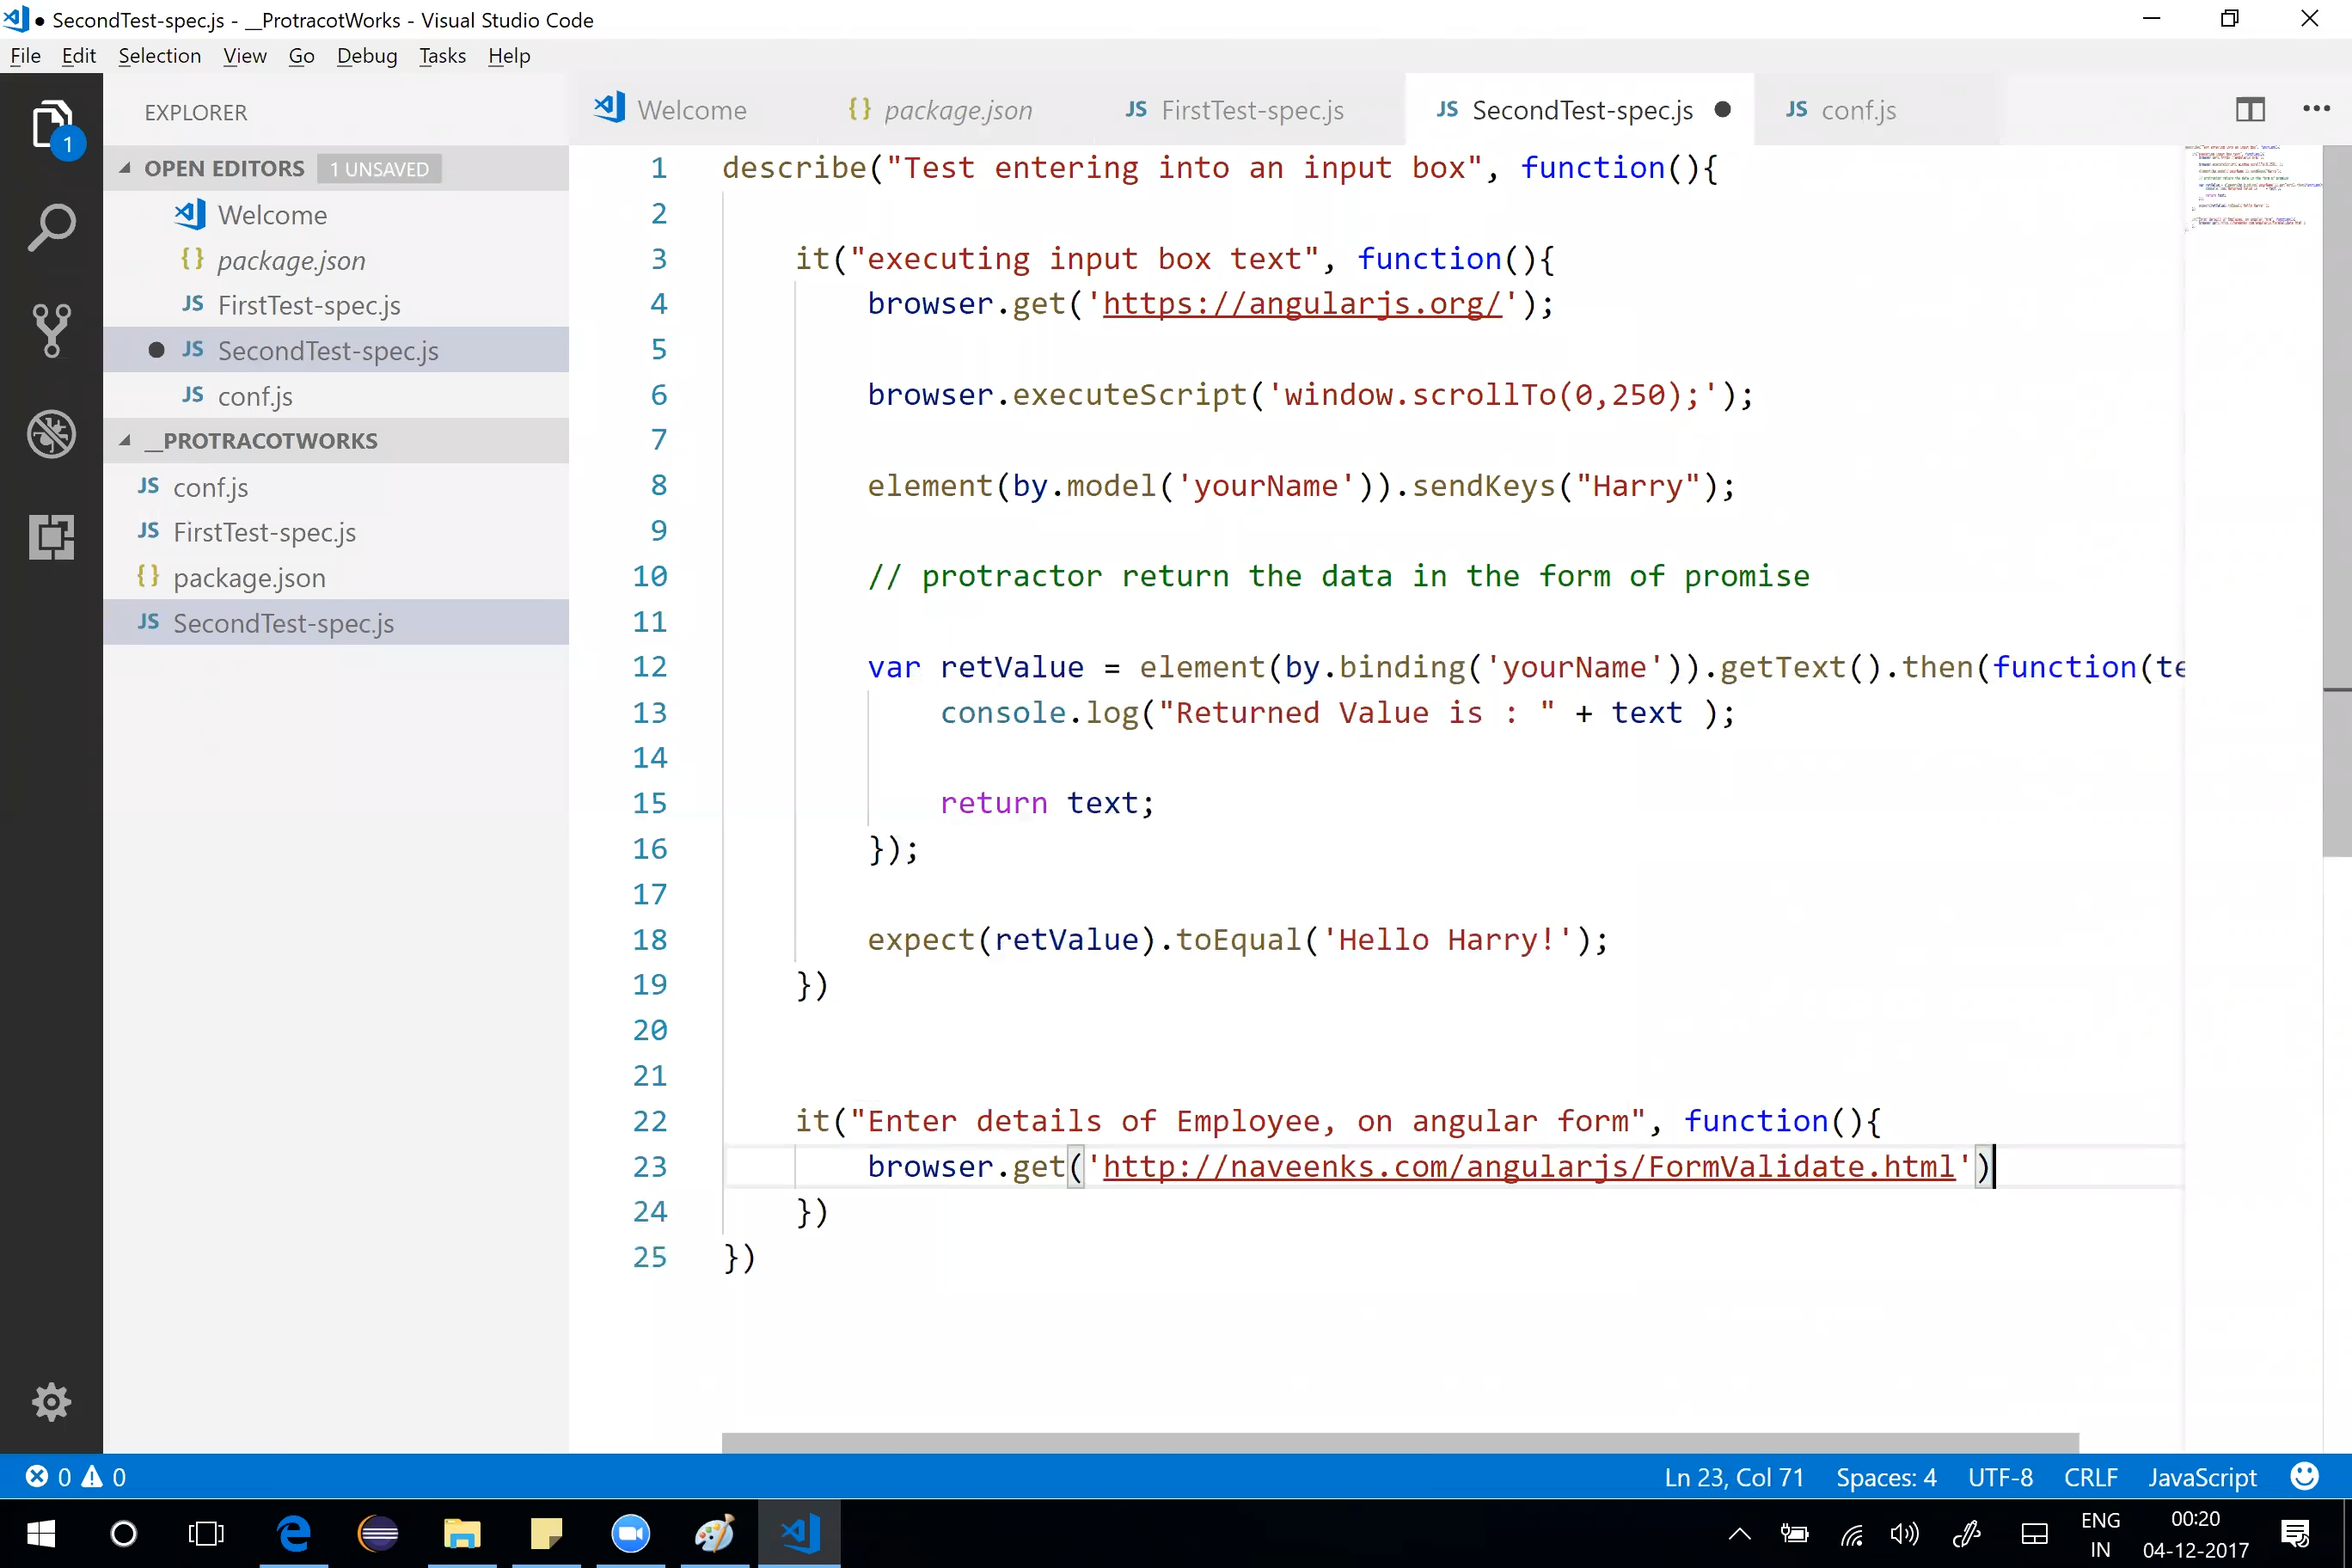 SecondTest-spec.js - __ProtracotWorks - Visual Studio Code
File Edit Selection View Go Debug Tasks Help
EXPLORER
OPEN EDITORS 1 UNSAVED
Welcome
package.json
FirstTest-spec.js
SecondTest-spec.js
conf.js
__PROTRACOTWORKS
conf.js
FirstTest-spec.js
package.json
SecondTest-spec.js
Welcome package.json FirstTest-spec.js SecondTest-spec.js conf.js
1 describe("Test entering into an input box", function(){
2
3 it("executing input box text", function(){
4 browser.get('https://angularjs.org/');
5
6 browser.executeScript('window.scrollTo(0,250);');
7
8 element(by.model('yourName')).sendKeys("Harry");
9
10 // protractor return the data in the form of promise
11
12 var retValue = element(by.binding('yourName')).getText().then(function(te
13 console.log("Returned Value is : " + text );
14
15 return text;
16 });
17
18 expect(retValue).toEqual('Hello Harry!');
19 })
20
21
22 it("Enter details of Employee, on angular form", function(){
23 browser.get('http://naveenks.com/angularjs/FormValidate.html')
24 })
25 })
0 0 Ln 23, Col 71 Spaces: 4 UTF-8 CRLF JavaScript
ENG
IN
00:20
04-12-2017